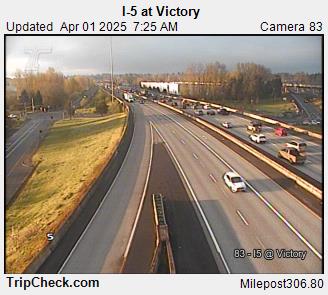 I-5 at Victory
Updated Apr 01 2025 7:25 AM Camera 83
S
83 - I5 @ Victory
TripCheck.com Milepost306.80